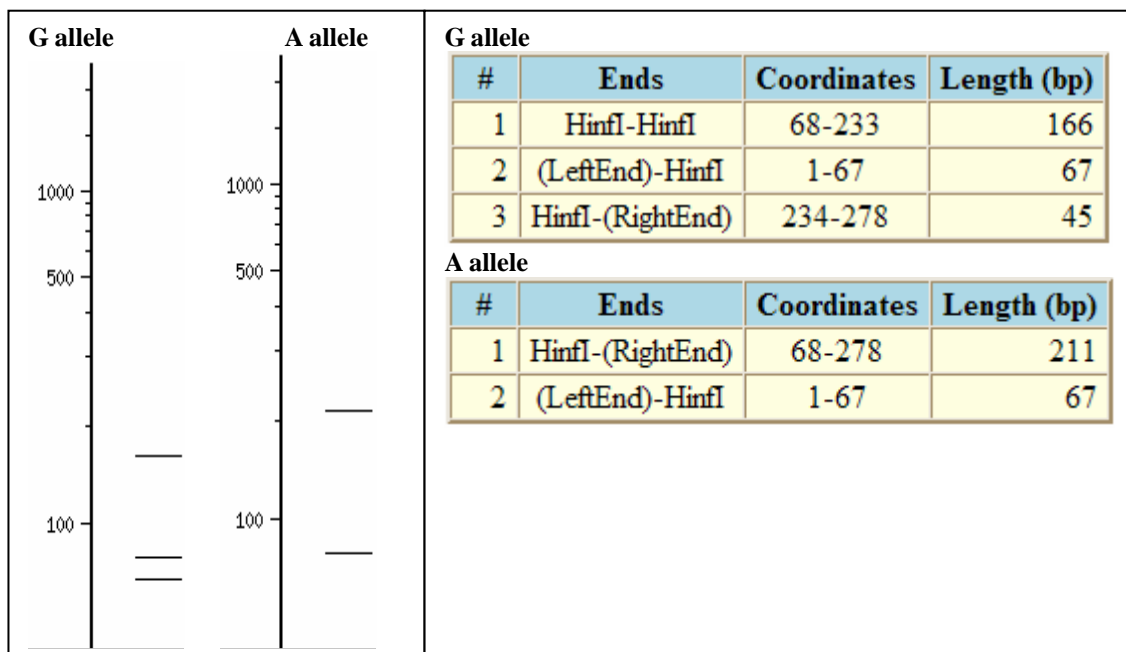 G allele
A allele
1000
500
100
1000
500
100
G allele
# Ends Coordinates Length (bp)
1 HinfI-HinfI 68-233 166
2 (LeftEnd)-HinfI 1-67 67
3 HinfI-(RightEnd) 234-278 45
A allele
# Ends Coordinates Length (bp)
1 HinfI-(RightEnd) 68-278 211
2 (LeftEnd)-HinfI 1-67 67